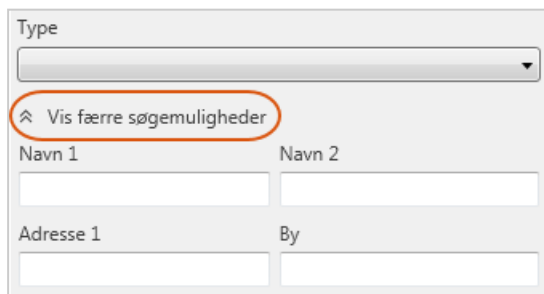 Type
Vis færre søgemuligheder
Navn 1 Navn 2
Adresse 1 By